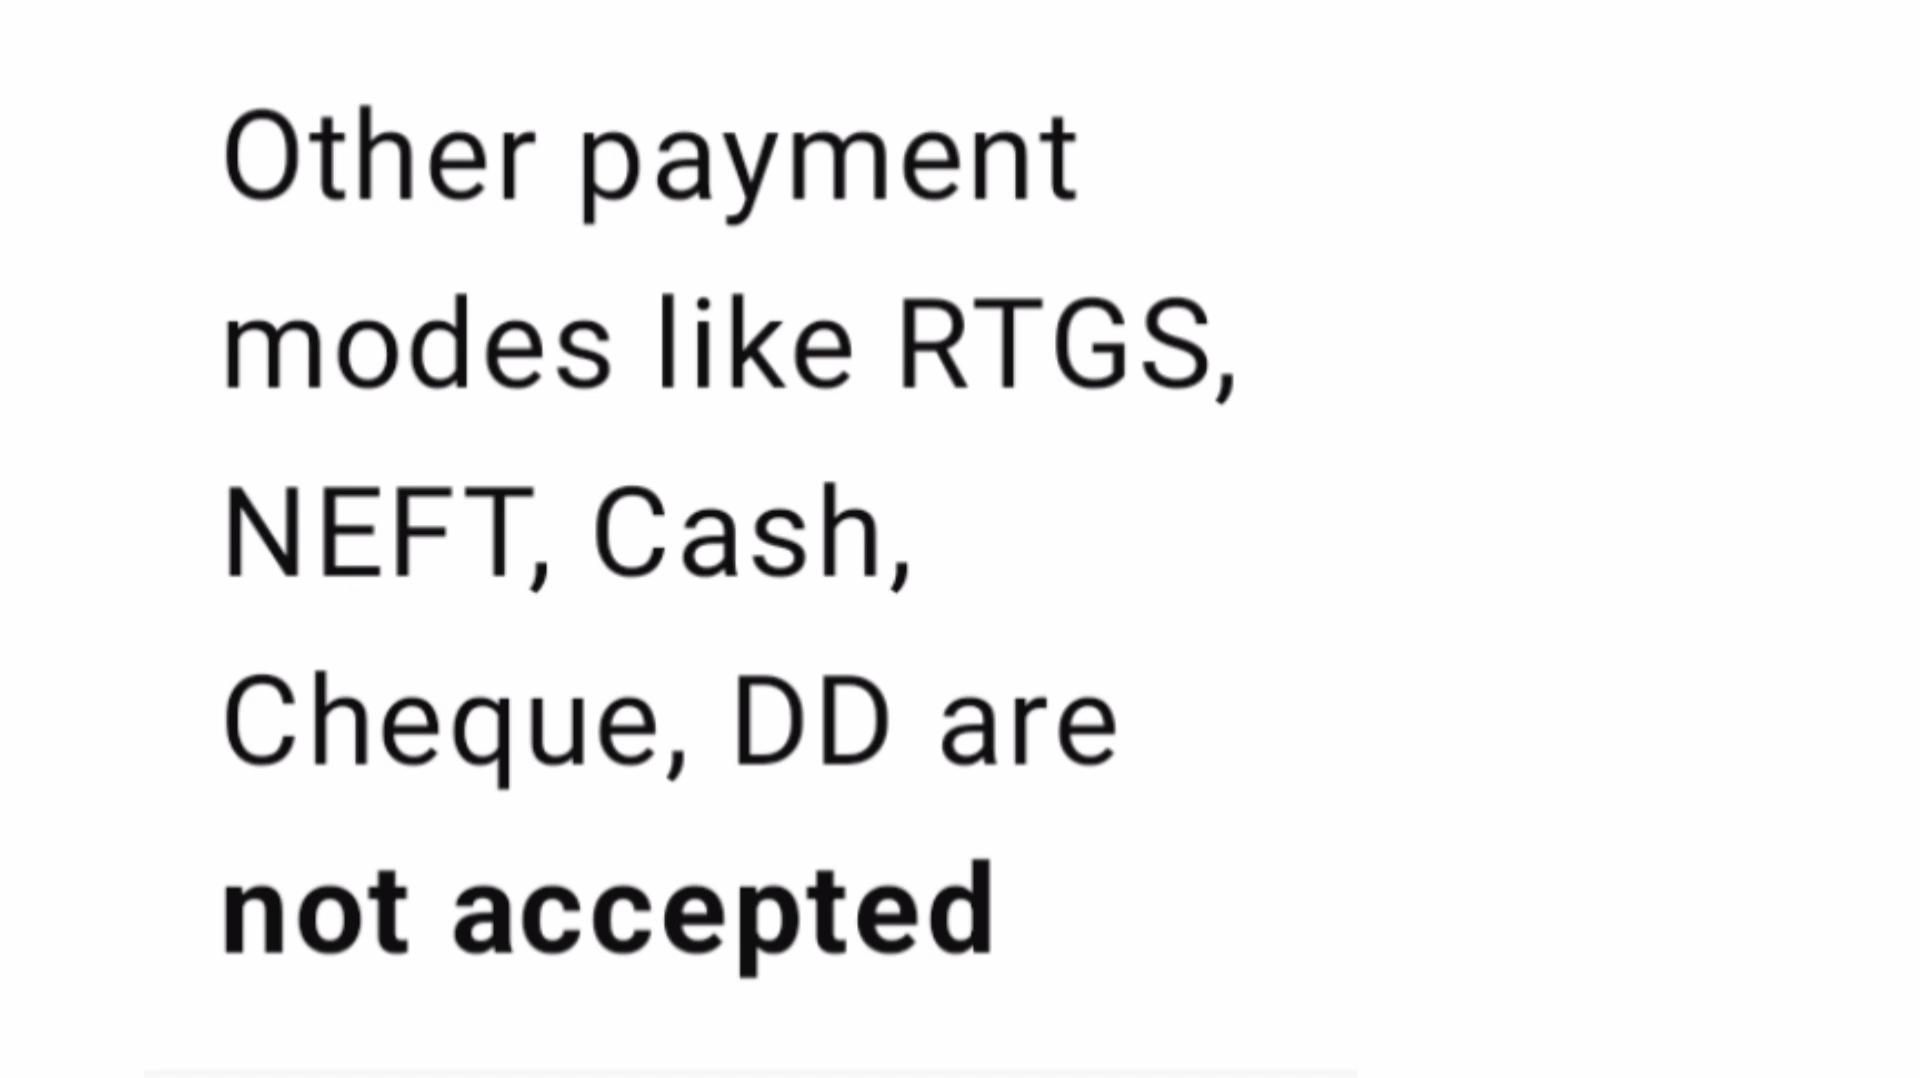 Other payment
modes like RTGS,
NEFT, Cash,
Cheque, DD are
not accepted